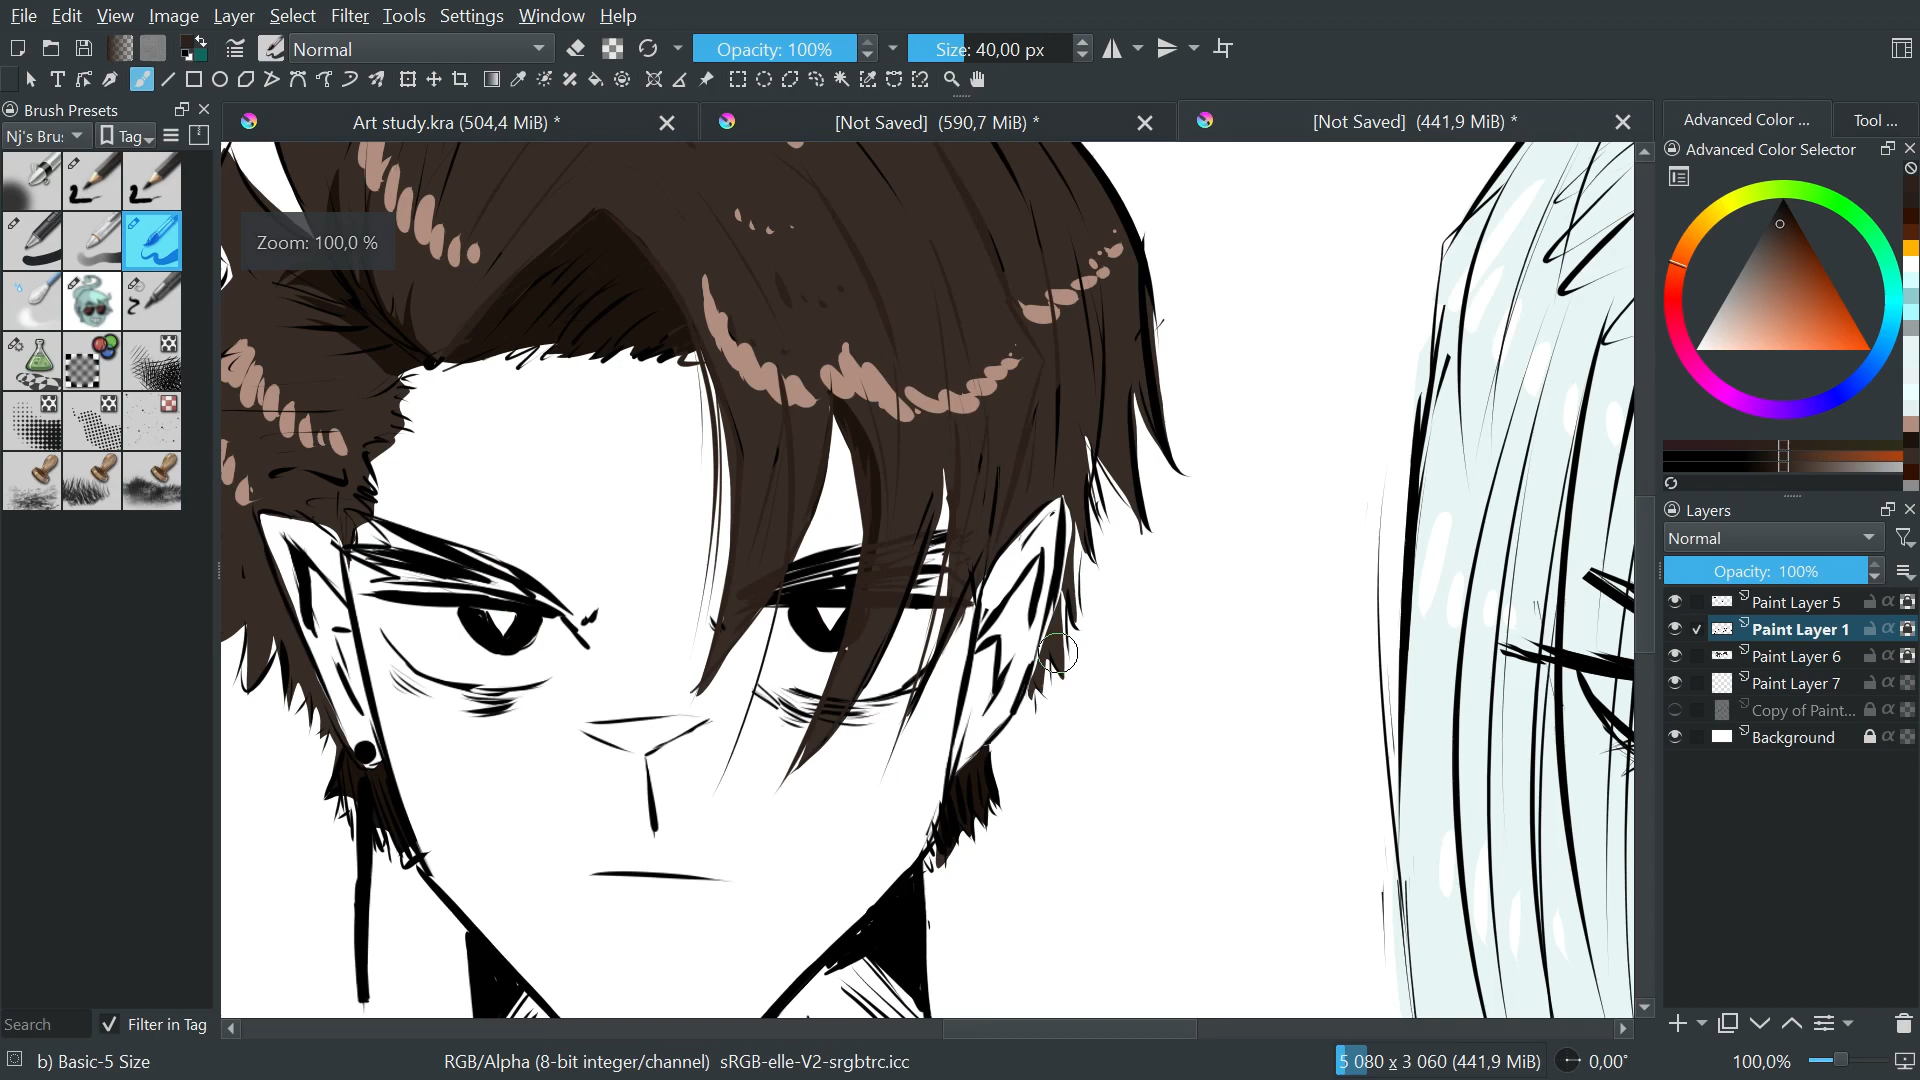 File Edit View Image Layer Select Filter Tools Settings Window Help
Normal Opacity: 100% Size: 40,00 px
Brush Presets
Nj's Bru: Tag
Art study.kra (504,4 MiB) *
[Not Saved] (590,7 MiB) *
[Not Saved] (441,9 MiB) *
Advanced Color ... Tool ...
Advanced Color Selector
Zoom: 100,0 %
Layers
Normal
Opacity: 100%
Paint Layer 5
Paint Layer 1
Paint Layer 6
Paint Layer 7
Copy of Paint...
Background
Search Filter in Tag
b) Basic-5 Size RGB/Alpha (8-bit integer/channel) sRGB-elle-V2-srgbtrc.icc 5 080 x 3 060 (441,9 MiB) 0,00° 100,0%